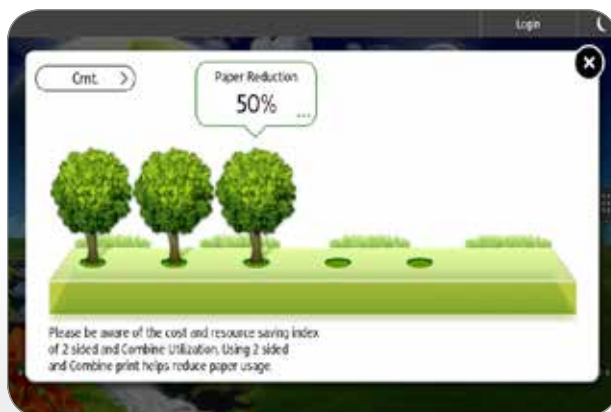 Login
Crnt.
Paper Reduction
50%
...
Please be aware of the cost and resource saving index
of 2 sided and Combine Utilization. Using 2 sided
and Combine print helps reduce paper usage.